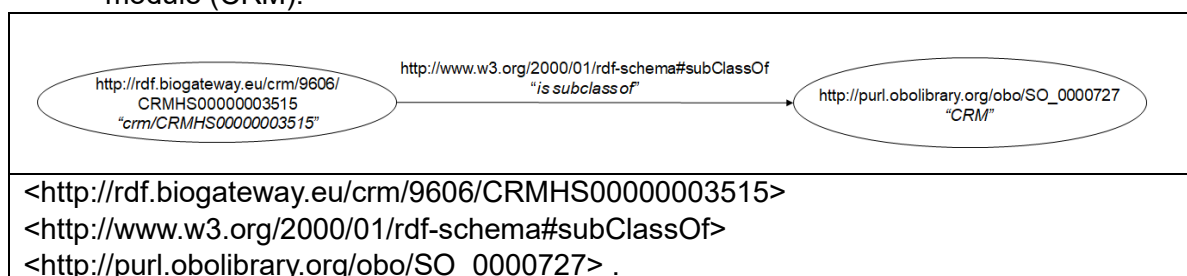 module (CRM).
http://www.w3.org/2000/01/rdf-schema#subClassOf
"is subclass of"
http://rdf.biogateway.eu/crm/9606/
CRMHS00000003515
"crm/CRMHS00000003515"
http://purl.obolibrary.org/obo/SO_0000727
"CRM"
<http://rdf.biogateway.eu/crm/9606/CRMHS00000003515>
<http://www.w3.org/2000/01/rdf-schema#subClassOf>
<http://purl.obolibrary.org/obo/SO_0000727> .